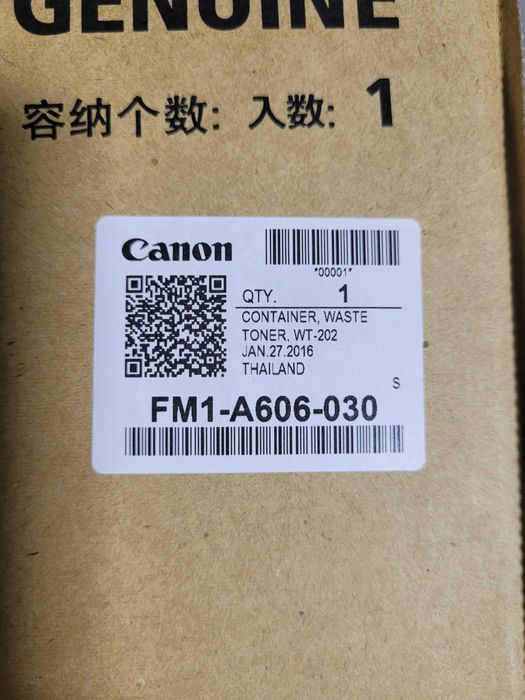 GENUINE
容纳个数: 入数: 1
Canon
*00001*
QTY. 1
CONTAINER, WASTE
TONER, WT-202
JAN.27.2016
THAILAND
S
FM1-A606-030